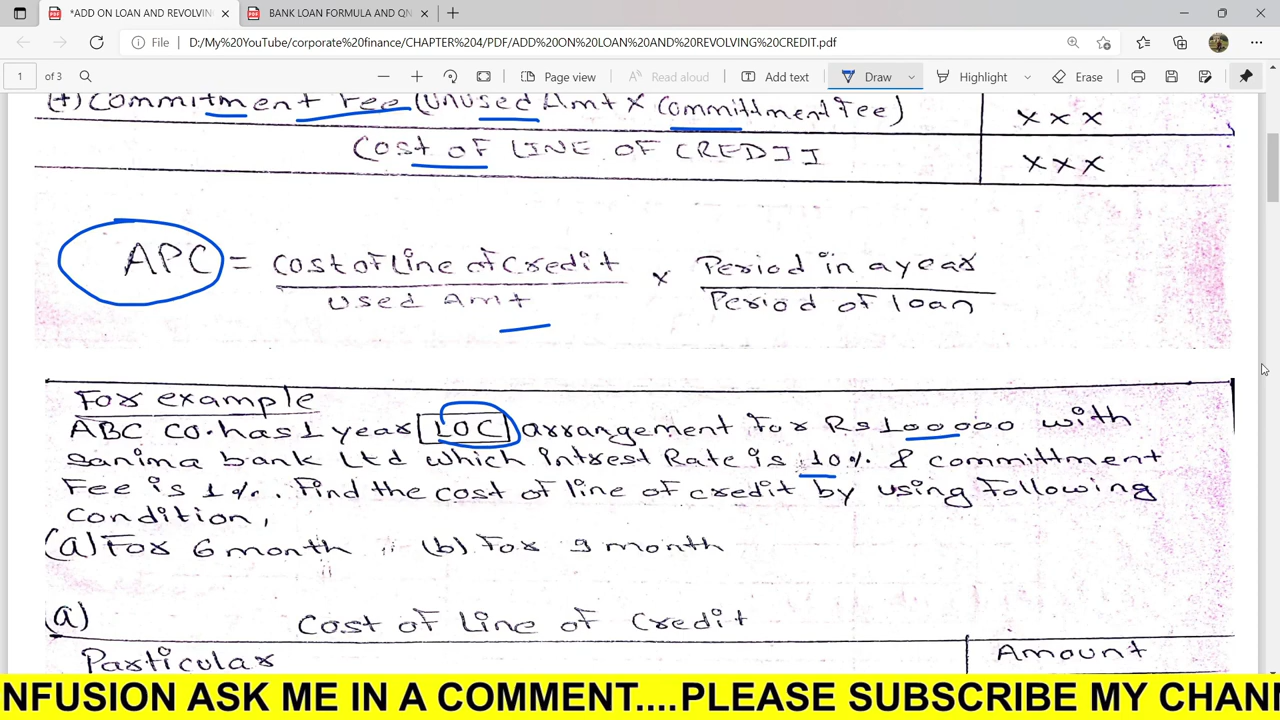 *ADD ON LOAN AND REVOLVIN
BANK LOAN FORMULA AND QN
File D:/My%20YouTube/corporate%20finance/CHAPTER%204/PDF/ADD%20ON%20LOAN%20AND%20REVOLVING%20CREDIT.pdf
1 of 3 Page view Read aloud Add text Draw Highlight Erase
(+) Commitment Fee (Unused Amt x Committment Fee) x x x
Cost of LINE OF CREDIT x x x
APC = Cost of line of credit x Period in a year
Used Amt Period of loan
For example
ABC CO. has 1 year LOC arrangement for Rs 100000 with
sanima bank Ltd which intrest Rate is 10% & committment
Fee is 1%. Find the cost of line of credit by using Following
condition,
(a) For 6 month (b) For 9 month
(a) Cost of Line of Credit
Particular Amount
NFUSION ASK ME IN A COMMENT....PLEASE SUBSCRIBE MY CHAN